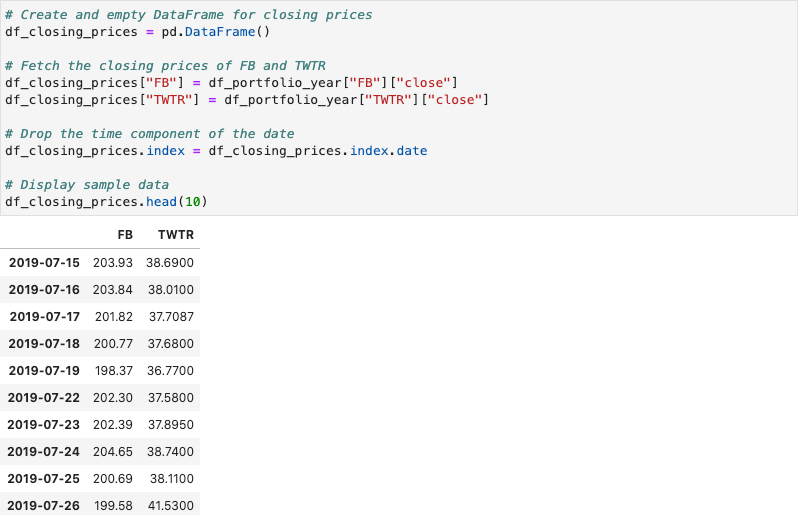 # Create and empty DataFrame for closing prices
df_closing_prices = pd.DataFrame()
# Fetch the closing prices of FB and TWTR
df_closing_prices["FB"] = df_portfolio_year["FB"]["close"]
df_closing_prices["TWTR"] = df_portfolio_year["TWTR"]["close"]
# Drop the time component of the date
df_closing_prices.index = df_closing_prices.index.date
# Display sample data
df_closing_prices.head(10)
FB TWTR
2019-07-15 203.93 38.6900
2019-07-16 203.84 38.0100
2019-07-17 201.82 37.7087
2019-07-18 200.77 37.6800
2019-07-19 198.37 36.7700
2019-07-22 202.30 37.5800
2019-07-23 202.39 37.8950
2019-07-24 204.65 38.7400
2019-07-25 200.69 38.1100
2019-07-26 199.58 41.5300